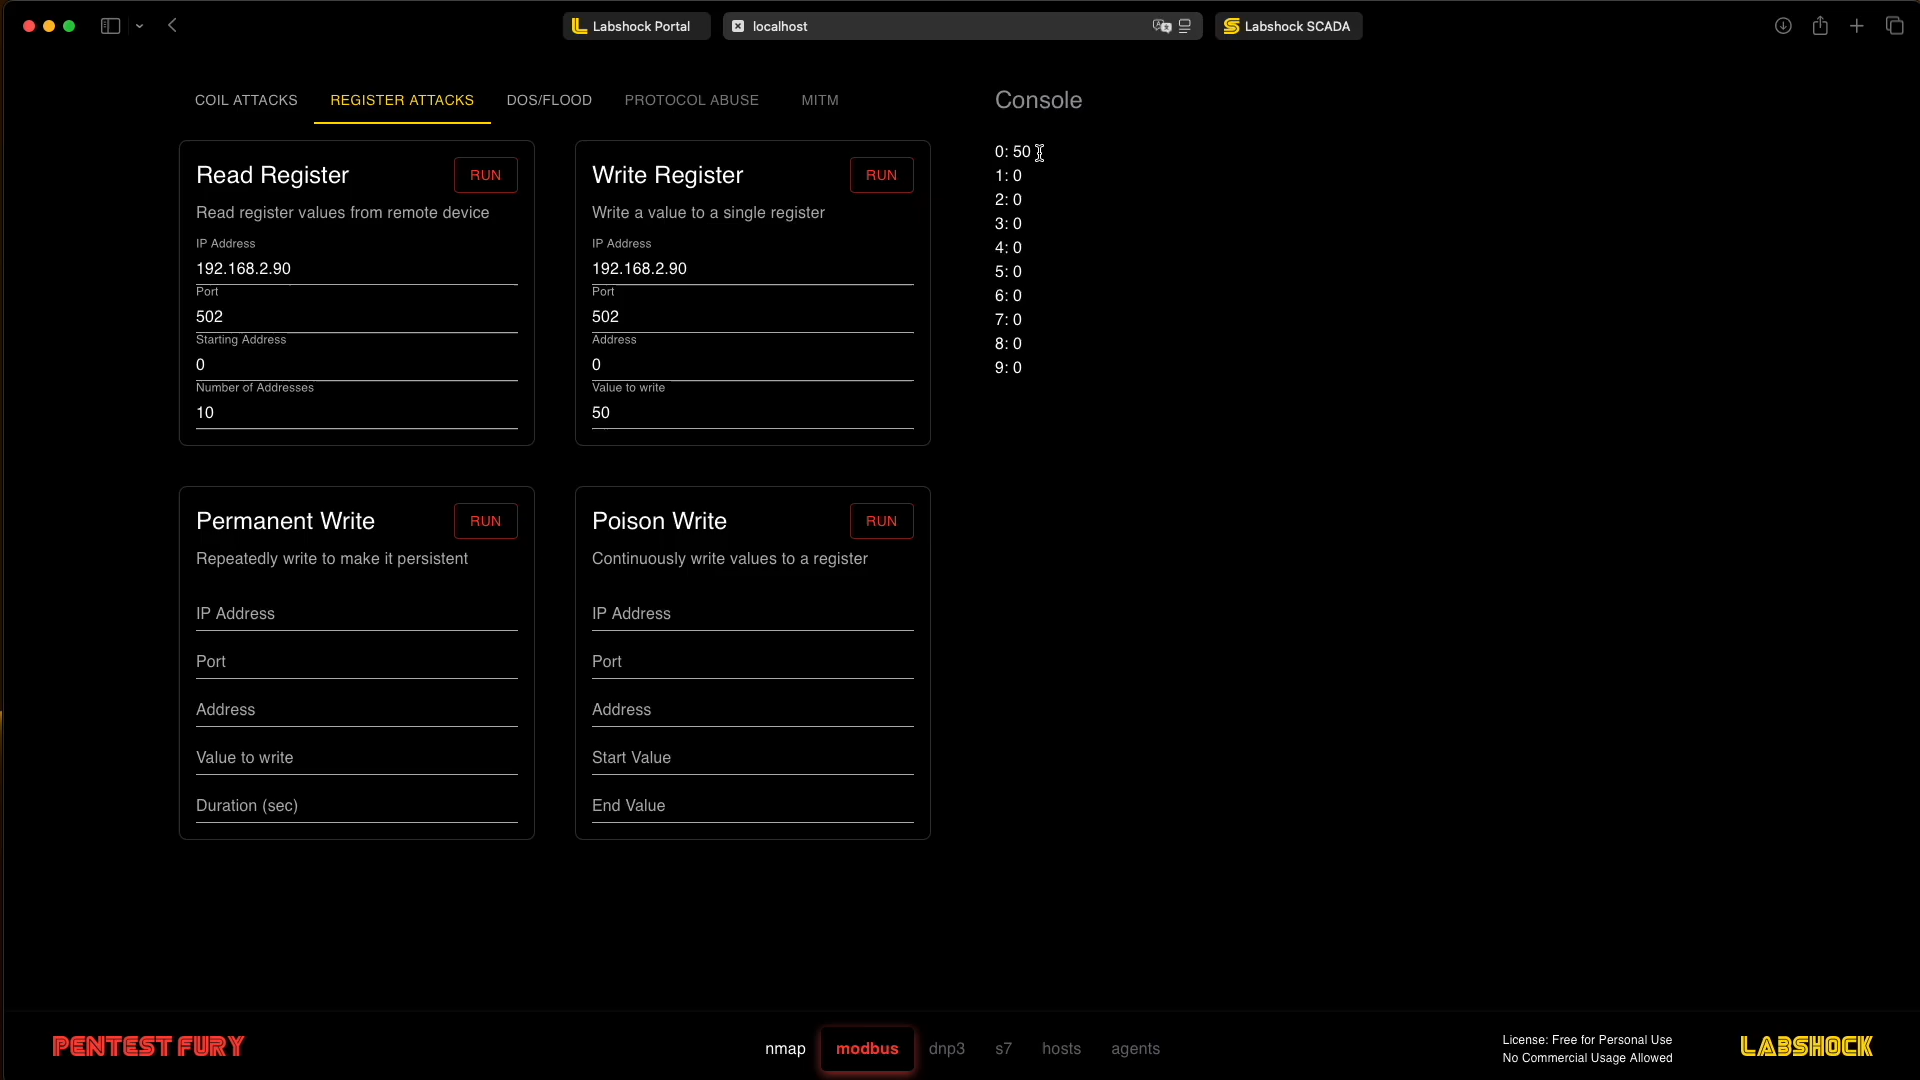 Labshock Portal
localhost
Labshock SCADA
COIL ATTACKS
REGISTER ATTACKS
DOS/FLOOD
PROTOCOL ABUSE
MITM
Read Register
RUN
Read register values from remote device
IP Address
192.168.2.90
Port
502
Starting Address
0
Number of Addresses
10
Write Register
RUN
Write a value to a single register
IP Address
192.168.2.90
Port
502
Address
0
Value to write
50
Permanent Write
RUN
Repeatedly write to make it persistent
IP Address
Port
Address
Value to write
Duration (sec)
Poison Write
RUN
Continuously write values to a register
IP Address
Port
Address
Start Value
End Value
Console
0: 50
1: 0
2: 0
3: 0
4: 0
5: 0
6: 0
7: 0
8: 0
9: 0
PENTEST FURY
nmap
modbus
dnp3
s7
hosts
agents
License: Free for Personal Use
No Commercial Usage Allowed
LABSHOCK